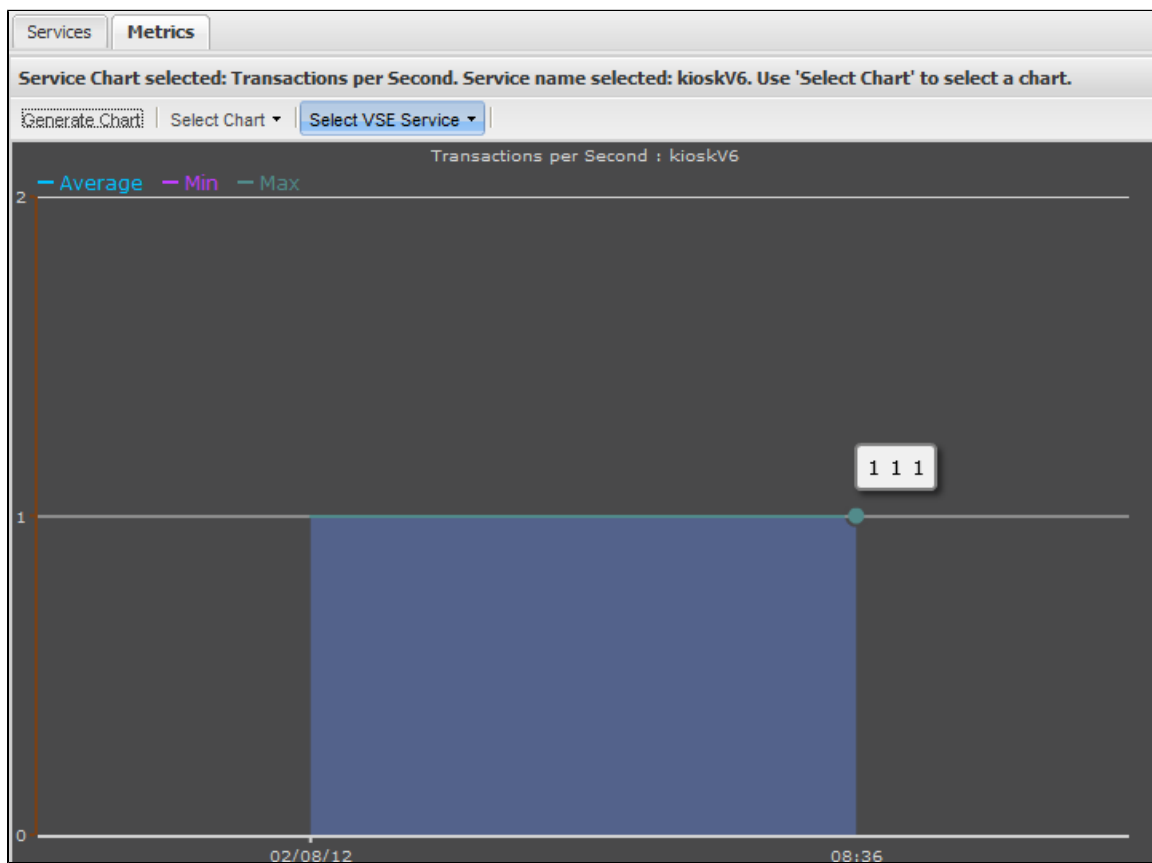 Services Metrics
Service Chart selected: Transactions per Second. Service name selected: kioskV6. Use 'Select Chart' to select a chart.
Generate Chart Select Chart Select VSE Service
Transactions per Second : kioskV6
Average Min Max
2
1 1 1
1
0
02/08/12 08:36